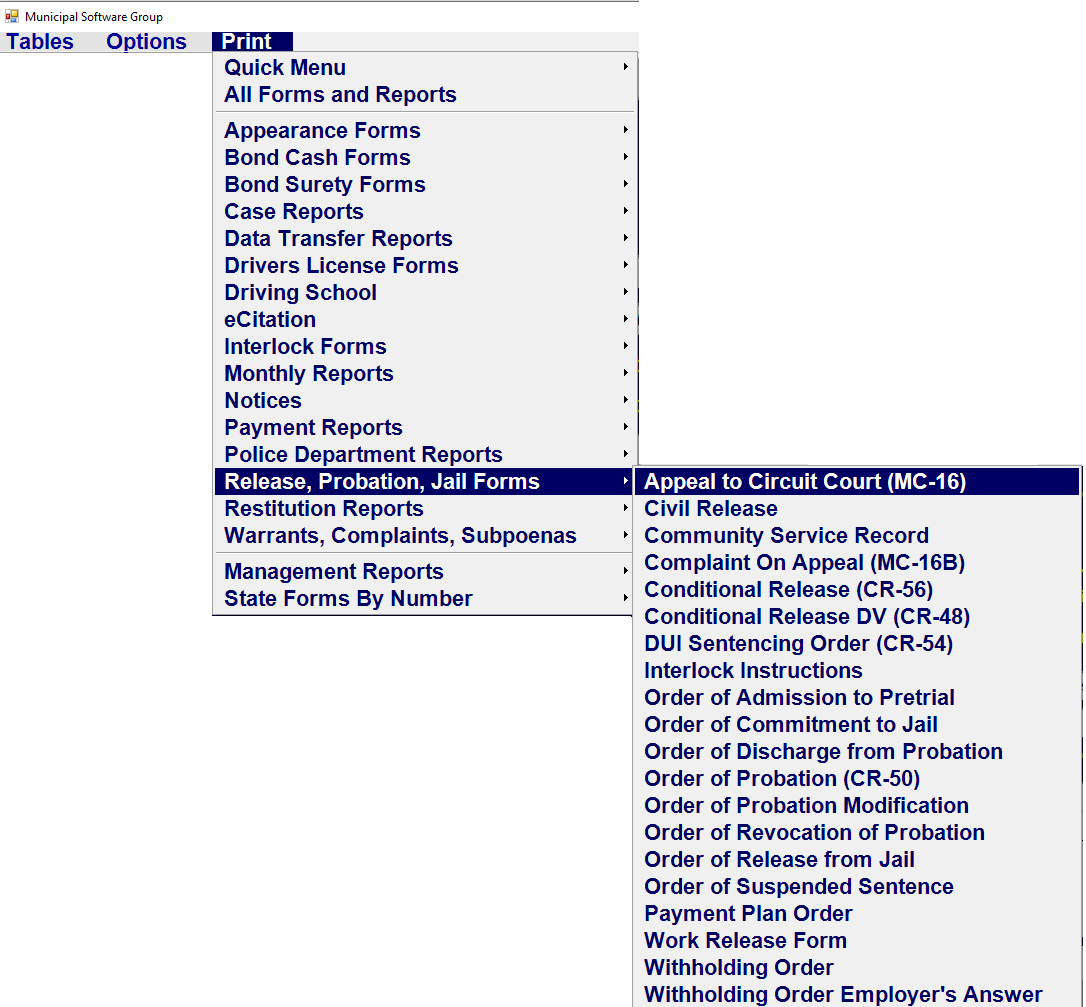 Municipal Software Group
Tables Options Print
Quick Menu
All Forms and Reports
Appearance Forms
Bond Cash Forms
Bond Surety Forms
Case Reports
Data Transfer Reports
Drivers License Forms
Driving School
eCitation
Interlock Forms
Monthly Reports
Notices
Payment Reports
Police Department Reports
Release, Probation, Jail Forms
Restitution Reports
Warrants, Complaints, Subpoenas
Management Reports
State Forms By Number
Appeal to Circuit Court (MC-16)
Civil Release
Community Service Record
Complaint On Appeal (MC-16B)
Conditional Release (CR-56)
Conditional Release DV (CR-48)
DUI Sentencing Order (CR-54)
Interlock Instructions
Order of Admission to Pretrial
Order of Commitment to Jail
Order of Discharge from Probation
Order of Probation (CR-50)
Order of Probation Modification
Order of Revocation of Probation
Order of Release from Jail
Order of Suspended Sentence
Payment Plan Order
Work Release Form
Withholding Order
Withholding Order Employer's Answer